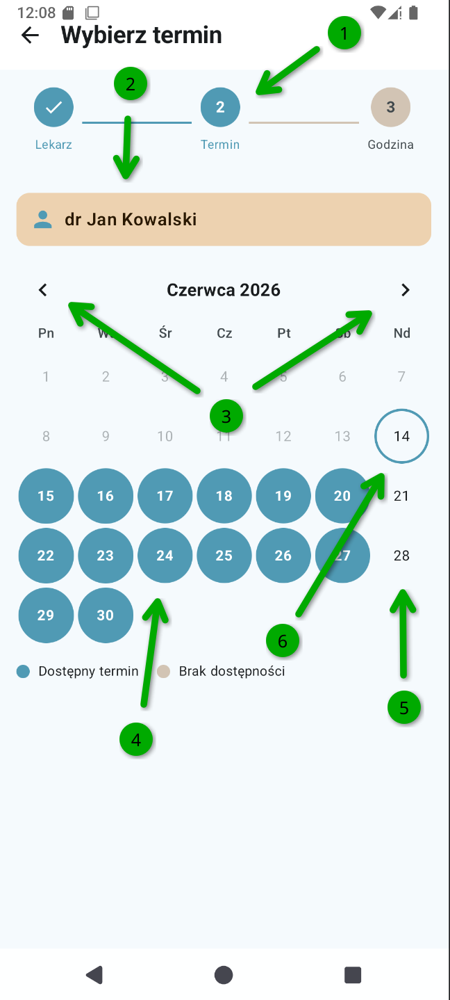 12:08
Wybierz termin
1
2
2
3
Lekarz
Termin
Godzina
dr Jan Kowalski
Czerwca 2026
Pn Śr Cz Pt Nd
1 2 3 4 5 6 7
3
8 9 10 11 12 13 14
15 16 17 18 19 20 21
22 23 24 25 26 27 28
29 30
6
Dostępny termin
Brak dostępności
5
4